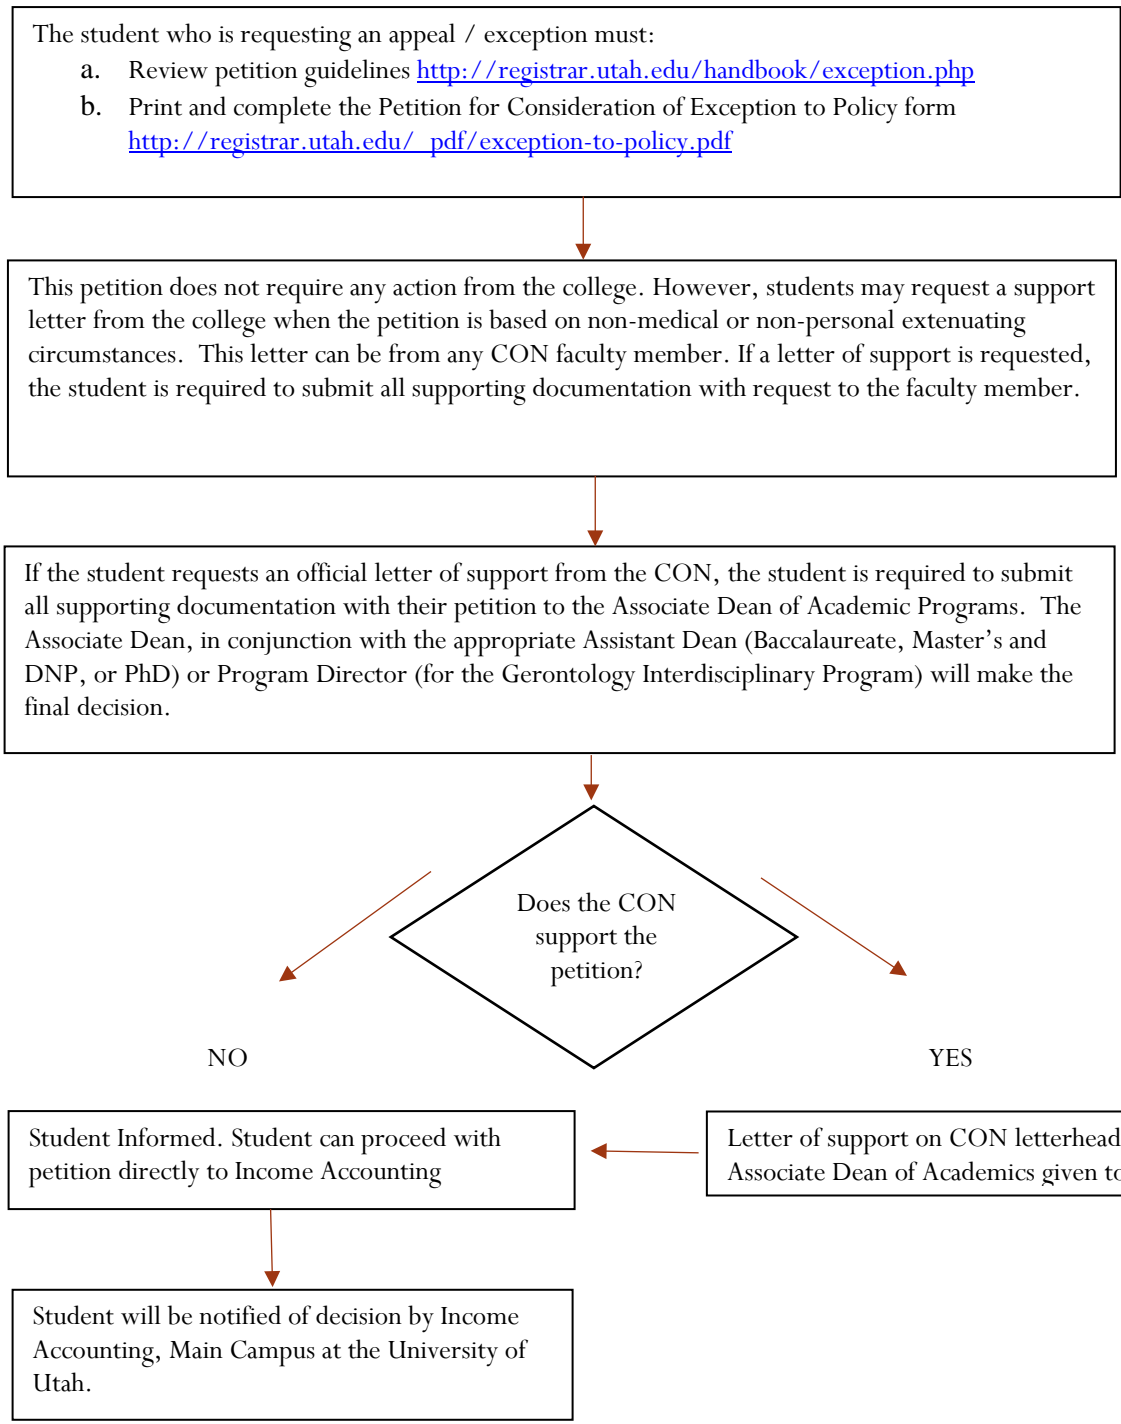 The student who is requesting an appeal / exception must:
a. Review petition guidelines http://registrar.utah.edu/handbook/exception.php
b. Print and complete the Petition for Consideration of Exception to Policy form
http://registrar.utah.edu/_pdf/exception-to-policy.pdf
This petition does not require any action from the college. However, students may request a support
letter from the college when the petition is based on non-medical or non-personal extenuating
circumstances. This letter can be from any CON faculty member. If a letter of support is requested,
the student is required to submit all supporting documentation with request to the faculty member.
If the student requests an official letter of support from the CON, the student is required to submit
all supporting documentation with their petition to the Associate Dean of Academic Programs. The
Associate Dean, in conjunction with the appropriate Assistant Dean (Baccalaureate, Master's and
DNP, or PhD) or Program Director (for the Gerontology Interdisciplinary Program) will make the
final decision.
Does the CON
support the
petition?
NO
YES
Student Informed. Student can proceed with
petition directly to Income Accounting
Letter of support on CON letterhead
Associate Dean of Academics given to
Student will be notified of decision by Income
Accounting, Main Campus at the University of
Utah.